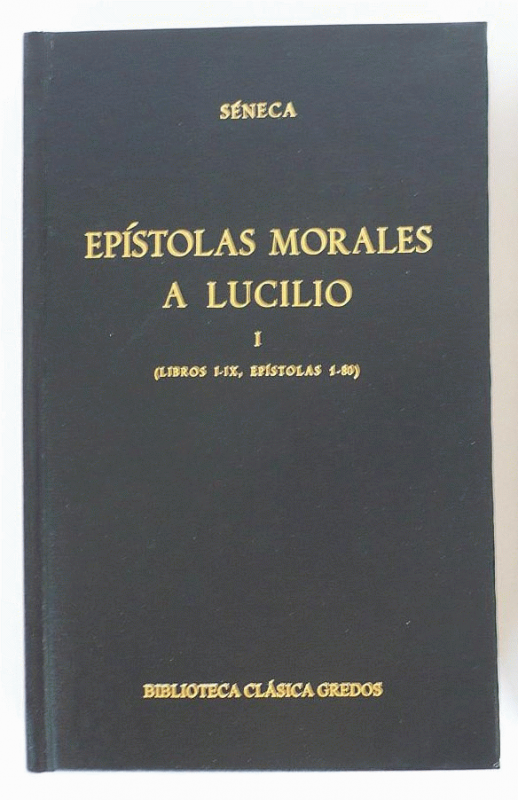 SÉNECA
EPÍSTOLAS MORALES
A LUCILIO
I
(LIBROS I-IX, EPÍSTOLAS 1-80)
BIBLIOTECA CLÁSICA GREDOS